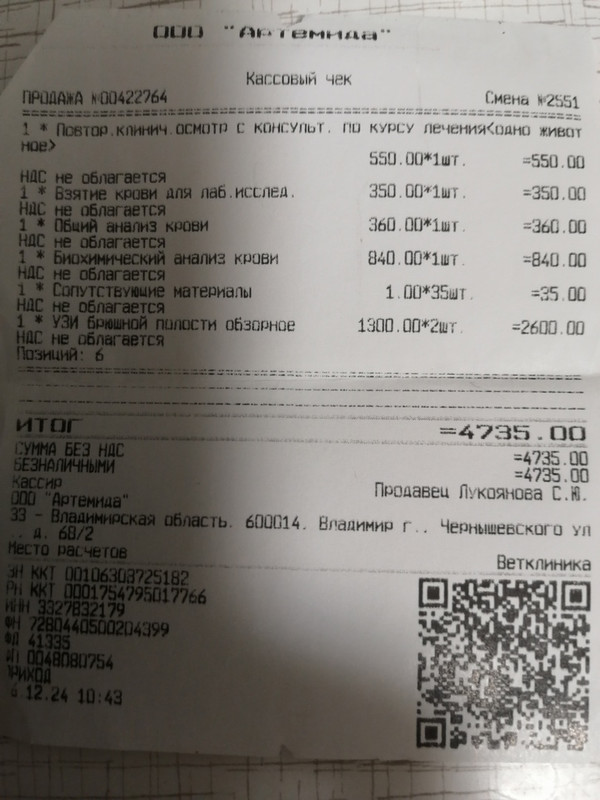 ООО "Артемида"
Кассовый чек
ПРОДАЖА №00422764 Смена №2551
1 * Повтор.клинич.осмотр с консульт. по курсу лечения<одно живот
ное>
550.00*1шт. =550.00
НДС не облагается
1 * Взятие крови для лаб.исслед. 350.00*1шт. =350.00
НДС не облагается
1 * Общий анализ крови 360.00*1шт. =360.00
НДС не облагается
1 * Биохимический анализ крови 840.00*1шт. =840.00
НДС не облагается
1 * Сопутствующие материалы 1.00*35шт. =35.00
НДС не облагается
1 * УЗИ брюшной полости обзорное 1300.00*2шт. =2600.00
НДС не облагается
Позиций: 6
ИТОГ =4735.00
СУММА БЕЗ НДС =4735.00
БЕЗНАЛИЧНЫМИ =4735.00
Кассир Продавец Лукоянова С.Ю.
ООО "Артемида"
33 - Владимирская область, 600014, Владимир г., Чернышевского ул
., д. 68/2
Место расчетов Ветклиника
ЗН ККТ 00106303725182
РН ККТ 0001754795017766
ИНН 3327832179
ФН 7280440500204399
ФД 41335
0048080754
ПРИХОД
12.24 10:43